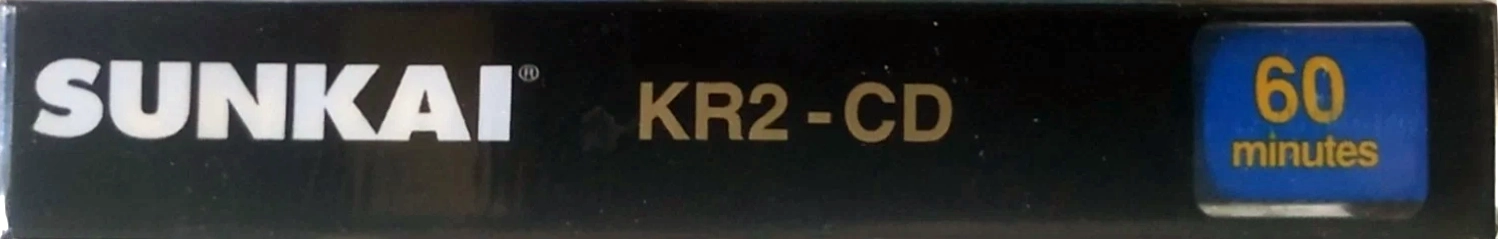 SUNKAI®
KR2-CD
60
minutes